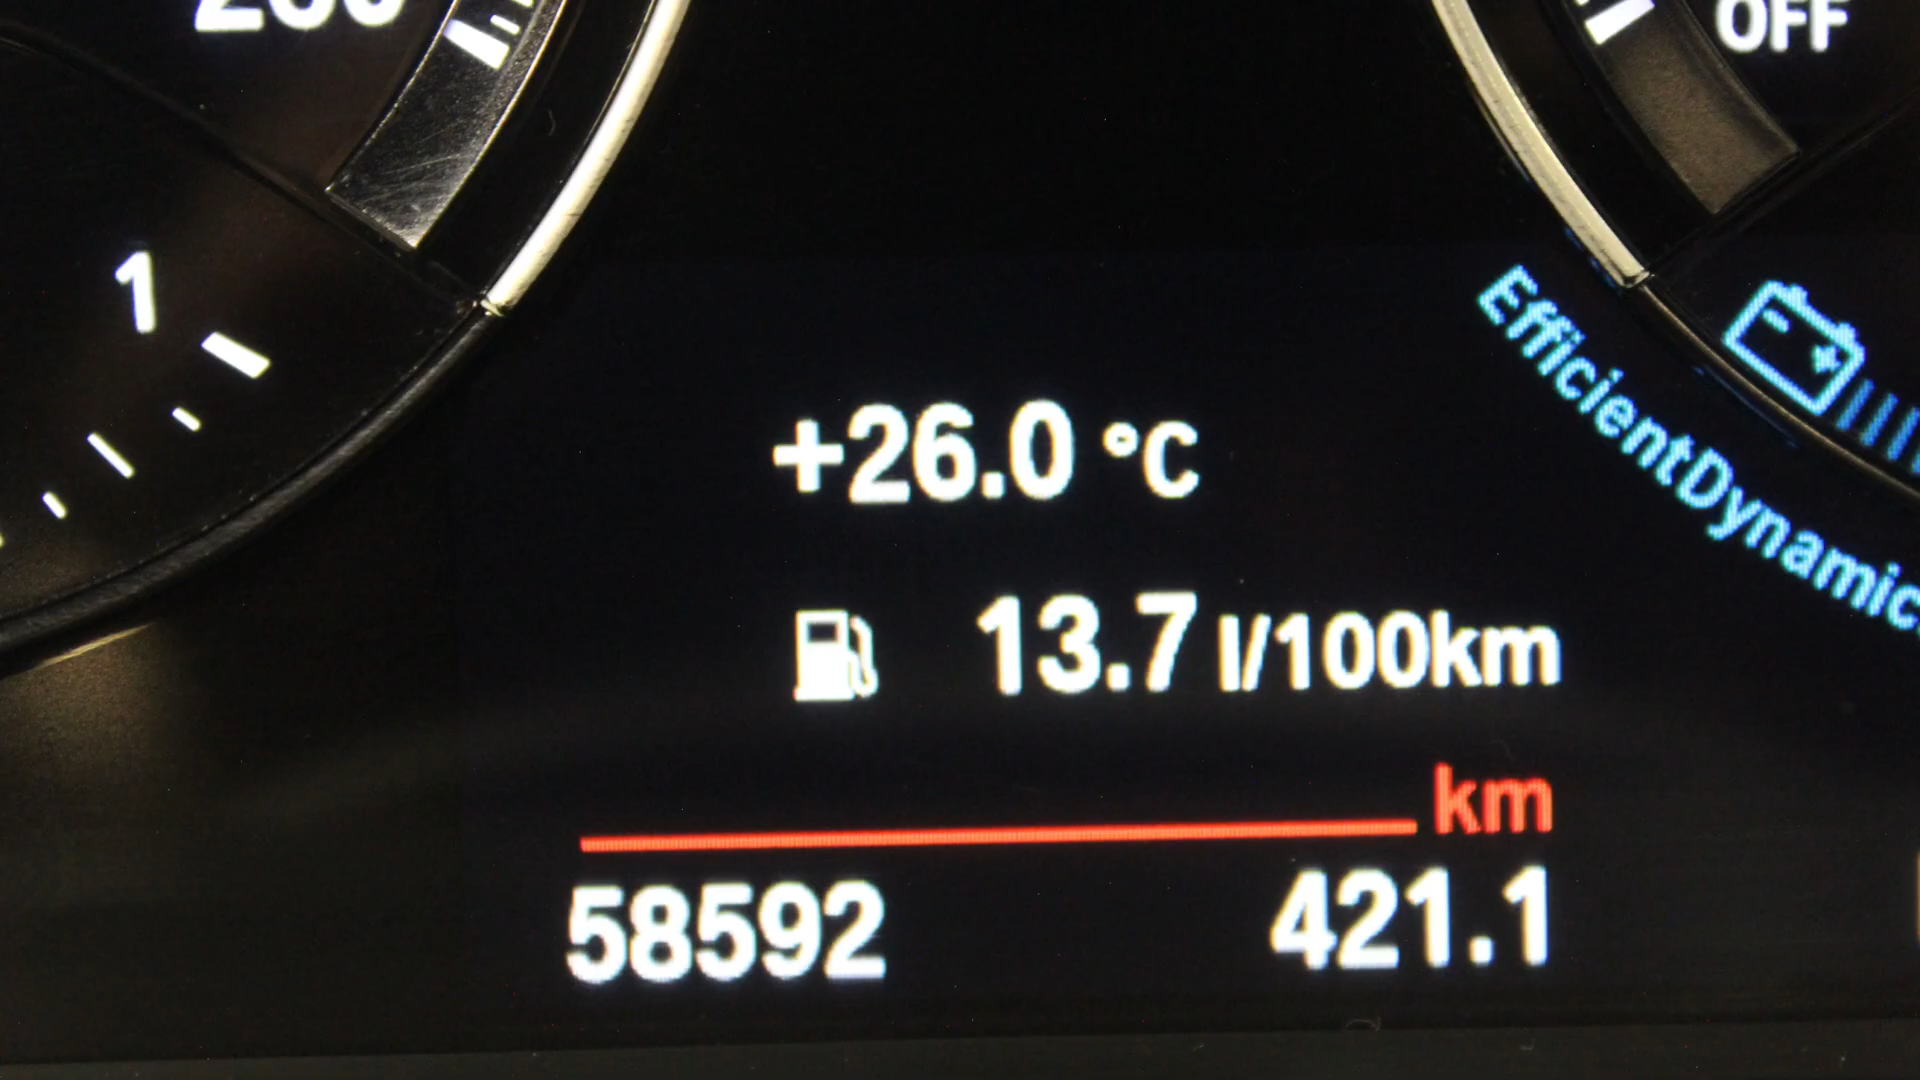 OFF
1
EfficientDynamic
+26.0 °C
13.7 l/100km
km
58592 421.1